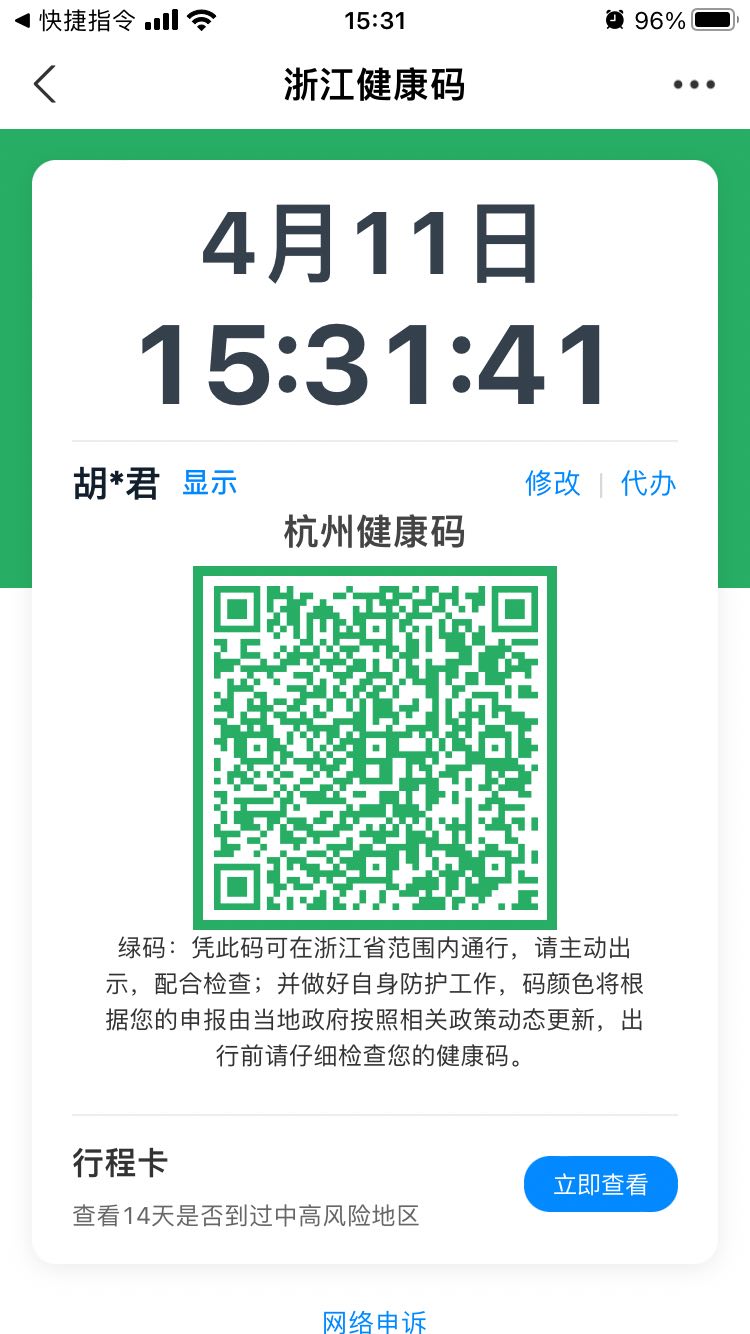 快捷指令 15:31 96%
浙江健康码
4月11日
15:31:41
胡*君 显示 修改 | 代办
杭州健康码
绿码：凭此码可在浙江省范围内通行，请主动出
示，配合检查；并做好自身防护工作，码颜色将根
据您的申报由当地政府按照相关政策动态更新，出
行前请仔细检查您的健康码。
行程卡
立即查看
查看14天是否到过中高风险地区
网络申诉